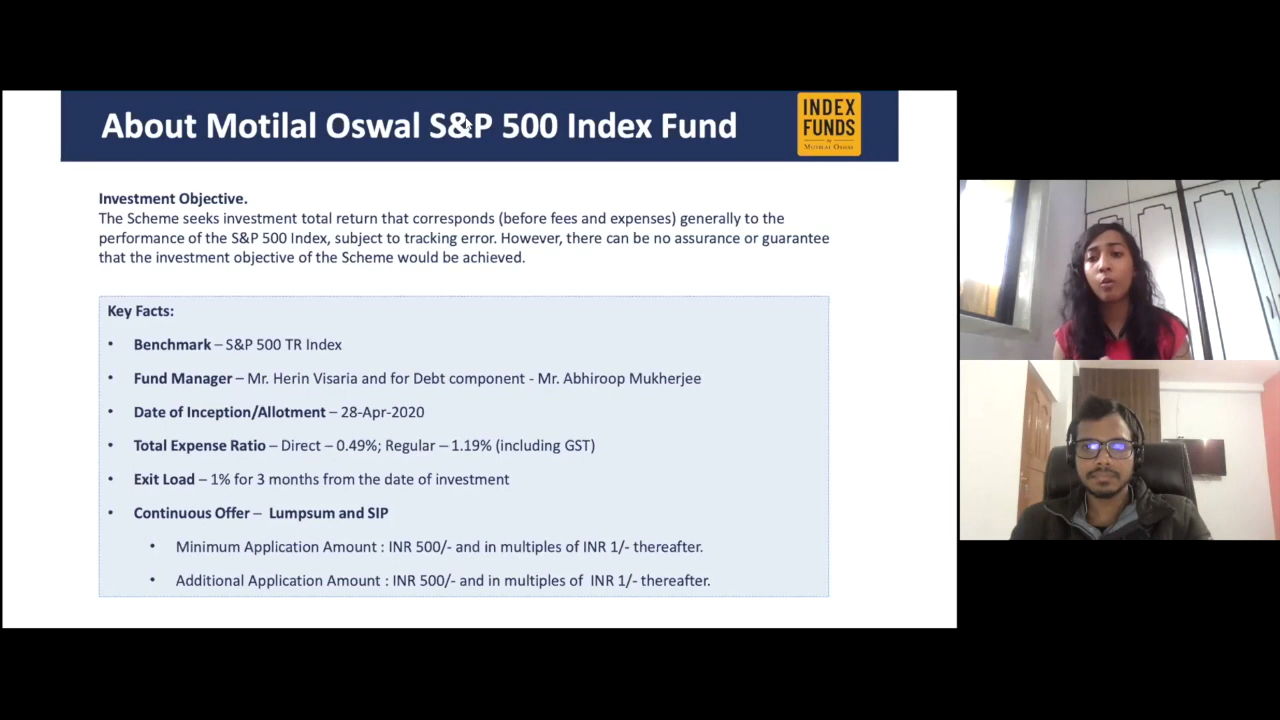 About Motilal Oswal S&P 500 Index Fund
INDEX
FUNDS
MOTILAL OSWAL
Investment Objective.
The Scheme seeks investment total return that corresponds (before fees and expenses) generally to the
performance of the S&P 500 Index, subject to tracking error. However, there can be no assurance or guarantee
that the investment objective of the Scheme would be achieved.
Key Facts:
• Benchmark – S&P 500 TR Index
• Fund Manager – Mr. Herin Visaria and for Debt component - Mr. Abhiroop Mukherjee
• Date of Inception/Allotment – 28-Apr-2020
• Total Expense Ratio – Direct – 0.49%; Regular – 1.19% (including GST)
• Exit Load – 1% for 3 months from the date of investment
• Continuous Offer – Lumpsum and SIP
• Minimum Application Amount : INR 500/- and in multiples of INR 1/- thereafter.
• Additional Application Amount : INR 500/- and in multiples of INR 1/- thereafter.